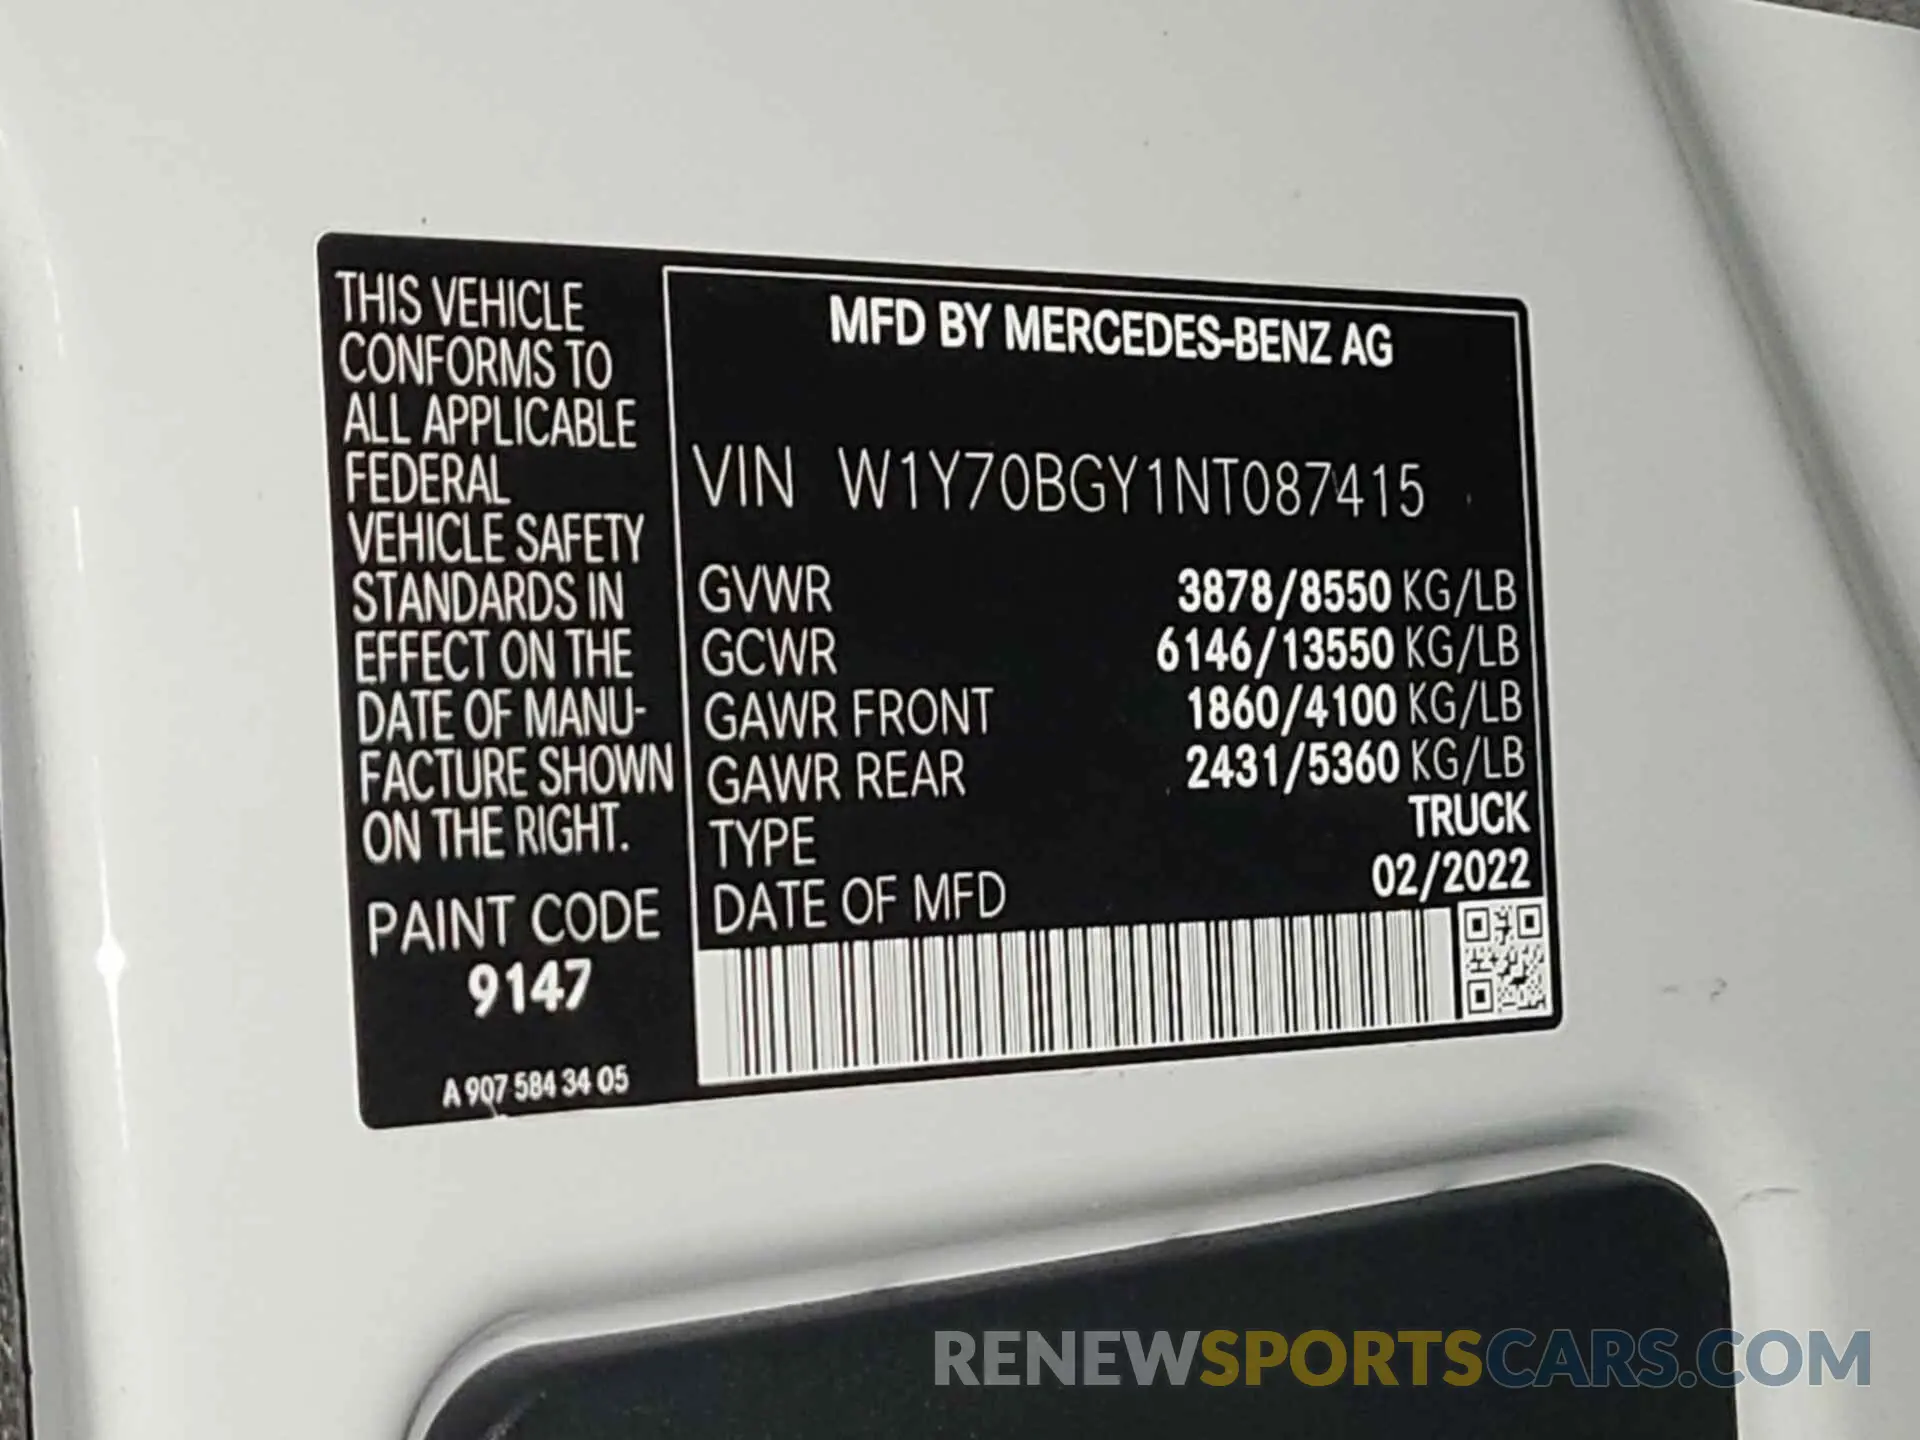 THIS VEHICLE
CONFORMS TO
ALL APPLICABLE
FEDERAL
VEHICLE SAFETY
STANDARDS IN
EFFECT ON THE
DATE OF MANU-
FACTURE SHOWN
ON THE RIGHT.
PAINT CODE
9147
A 907 584 34 05
MFD BY MERCEDES-BENZ AG
VIN W1Y70BGY1NT087415
GVWR 3878/8550 KG/LB
GCWR 6146/13550 KG/LB
GAWR FRONT 1860/4100 KG/LB
GAWR REAR 2431/5360 KG/LB
TYPE TRUCK
DATE OF MFD 02/2022
RENEWSPORTSCARS.COM